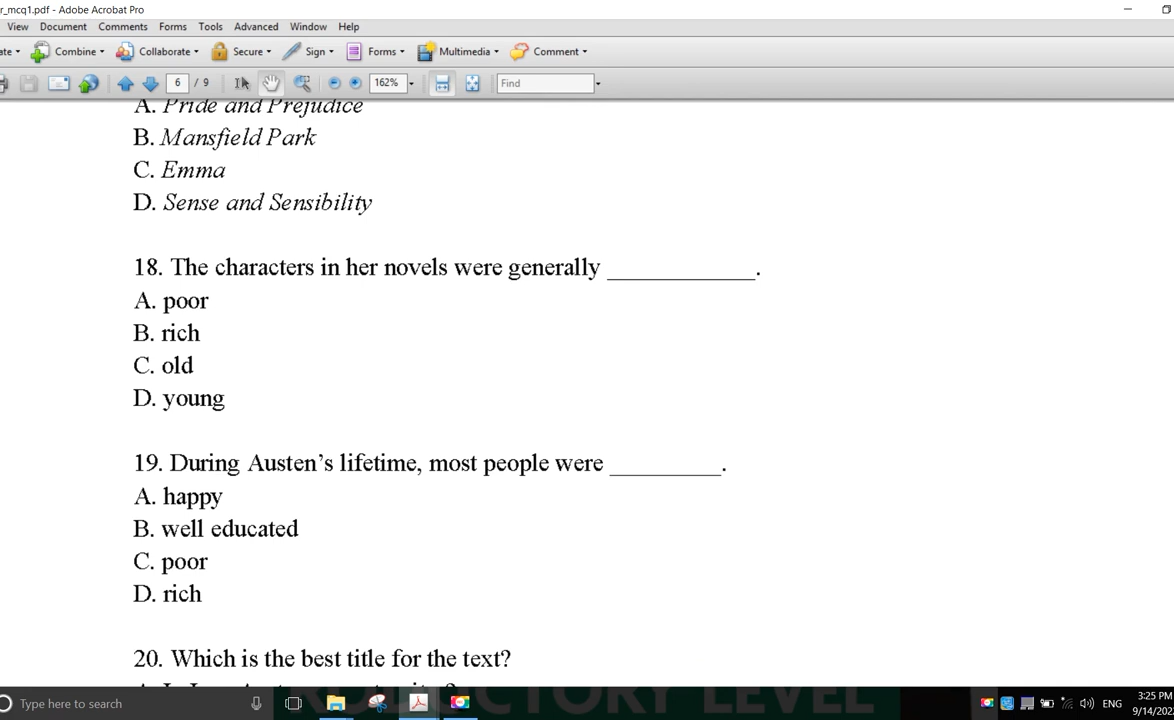 r_mcq1.pdf - Adobe Acrobat Pro
View Document Comments Forms Tools Advanced Window Help
Combine Collaborate Secure Sign Forms Multimedia Comment
6 / 9 162% Find
A. Pride and Prejudice
B. Mansfield Park
C. Emma
D. Sense and Sensibility
18. The characters in her novels were generally ____________.
A. poor
B. rich
C. old
D. young
19. During Austen’s lifetime, most people were _________.
A. happy
B. well educated
C. poor
D. rich
20. Which is the best title for the text?
Type here to search
LEVEL
ENG
3:25 PM
9/14/202